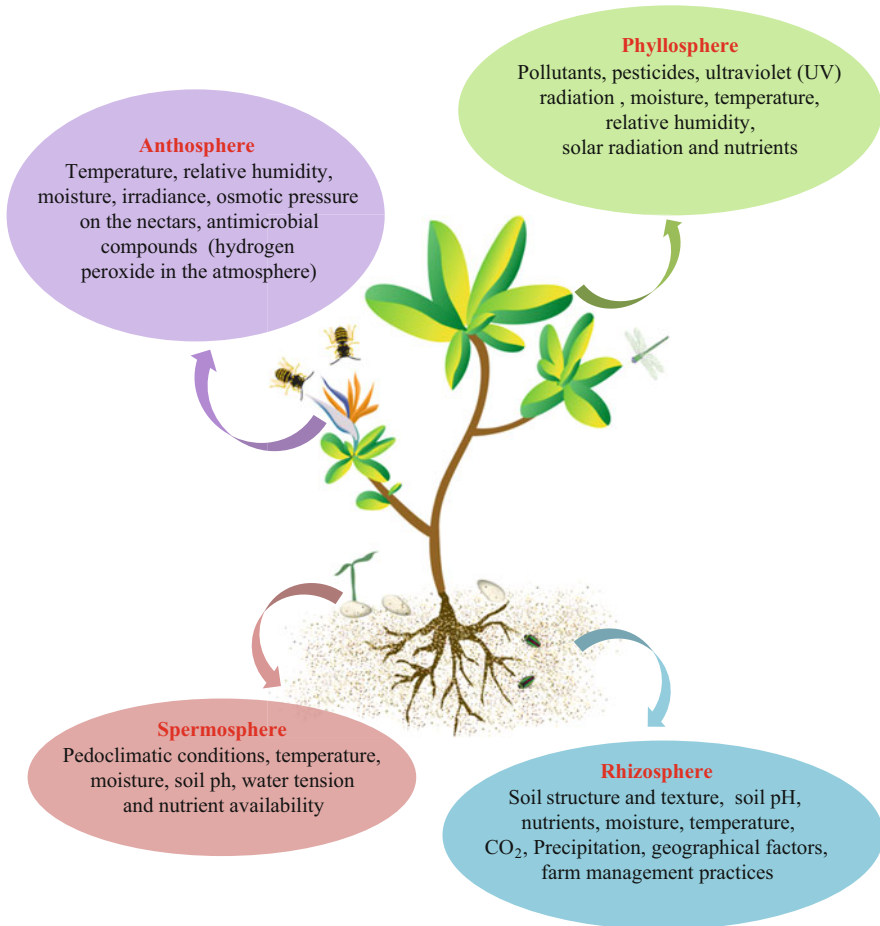 Phyllosphere
Pollutants, pesticides, ultraviolet (UV)
radiation , moisture, temperature,
relative humidity,
solar radiation and nutrients
Anthosphere
Temperature, relative humidity,
moisture, irradiance, osmotic pressure
on the nectars, antimicrobial
compounds (hydrogen
peroxide in the atmosphere)
Spermosphere
Pedoclimatic conditions, temperature,
moisture, soil ph, water tension
and nutrient availability
Rhizosphere
Soil structure and texture, soil pH,
nutrients, moisture, temperature,
CO₂, Precipitation, geographical factors,
farm management practices